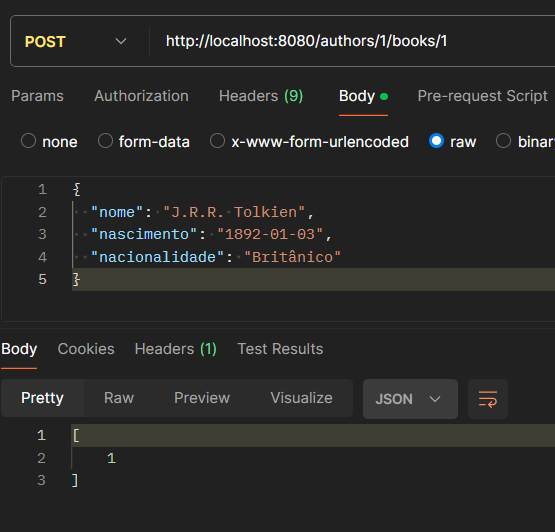 POST http://localhost:8080/authors/1/books/1
Params Authorization Headers (9) Body Pre-request Script
none form-data x-www-form-urlencoded raw binar
1 {
2 "nome": "J.R.R. Tolkien",
3 "nascimento": "1892-01-03",
4 "nacionalidade": "Britânico"
5 }
Body Cookies Headers (1) Test Results
Pretty Raw Preview Visualize JSON
1 [
2 1
3 ]